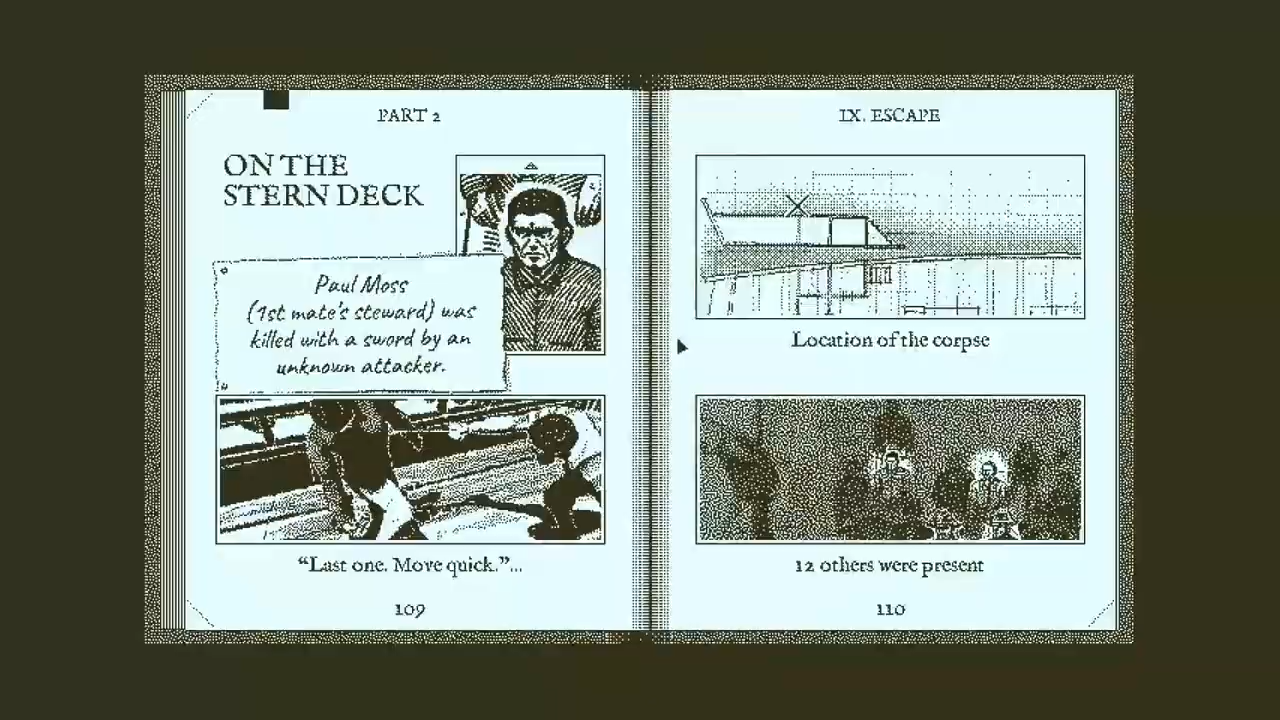 PART 2
ON THE
STERN DECK
Paul Moss
(1st mate's steward) was
killed with a sword by an
unknown attacker.
“Last one. Move quick.”...
109
IX. ESCAPE
Location of the corpse
12 others were present
110